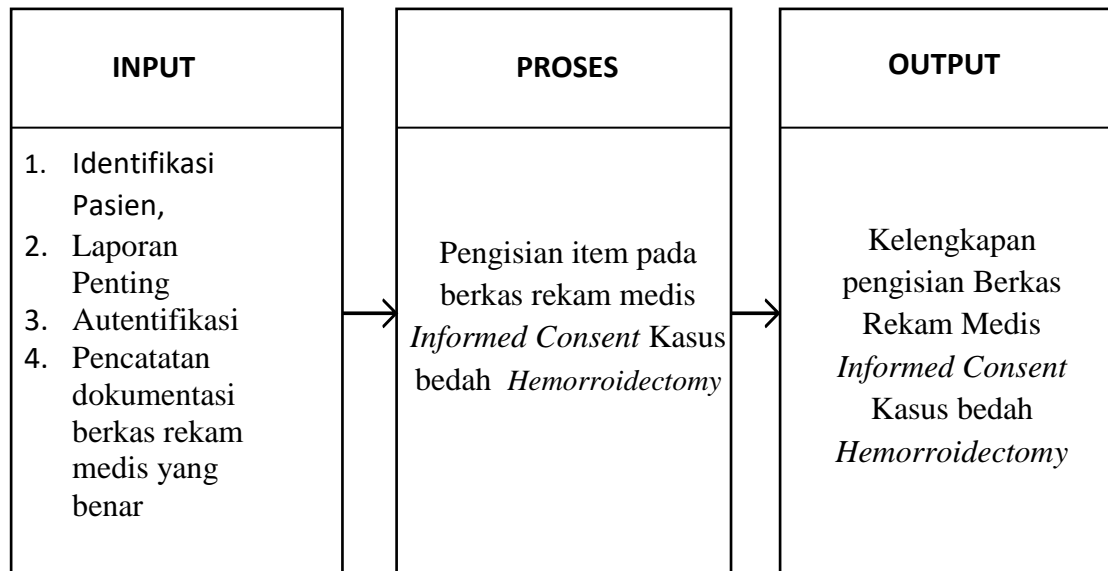 INPUT
1. Identifikasi
Pasien,
2. Laporan
Penting
3. Autentifikasi
4. Pencatatan
dokumentasi
berkas rekam
medis yang
benar
PROSES
Pengisian item pada
berkas rekam medis
Informed Consent Kasus
bedah Hemorroidectomy
OUTPUT
Kelengkapan
pengisian Berkas
Rekam Medis
Informed Consent
Kasus bedah
Hemorroidectomy